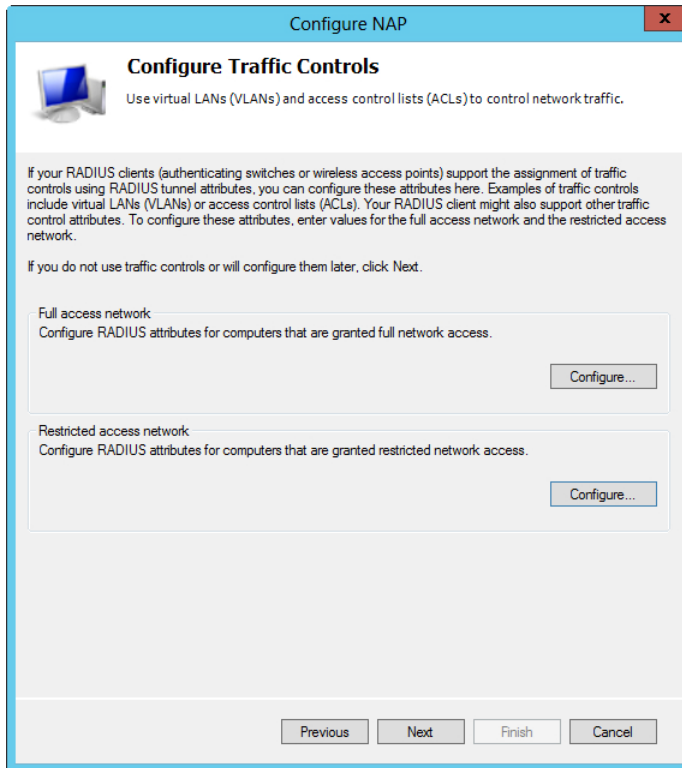 Configure NAP
x
Configure Traffic Controls
Use virtual LANs (VLANs) and access control lists (ACLs) to control network traffic.
If your RADIUS clients (authenticating switches or wireless access points) support the assignment of traffic
controls using RADIUS tunnel attributes, you can configure these attributes here. Examples of traffic controls
include virtual LANs (VLANs) or access control lists (ACLs). Your RADIUS client might also support other traffic
control attributes. To configure these attributes, enter values for the full access network and the restricted access
network.
If you do not use traffic controls or will configure them later, click Next.
Full access network
Configure RADIUS attributes for computers that are granted full network access.
Configure...
Restricted access network
Configure RADIUS attributes for computers that are granted restricted network access.
Configure...
Previous Next Finish Cancel